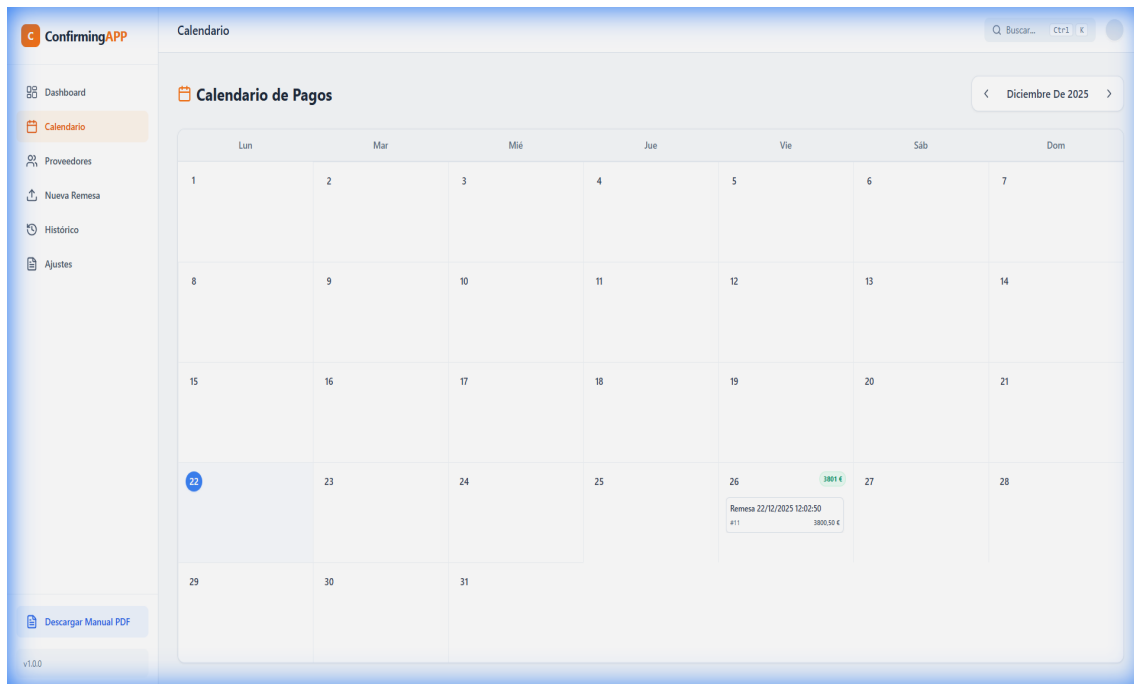 C ConfirmingAPP
Calendario
Buscar... Ctrl K
Dashboard
Calendario
Proveedores
Nueva Remesa
Histórico
Ajustes
Descargar Manual PDF
v1.0.0
Calendario de Pagos
Diciembre De 2025
Lun Mar Mié Jue Vie Sáb Dom
1 2 3 4 5 6 7
8 9 10 11 12 13 14
15 16 17 18 19 20 21
22 23 24 25 26 3801 € 27 28
Remesa 22/12/2025 12:02:50
#11 3800,50 €
29 30 31